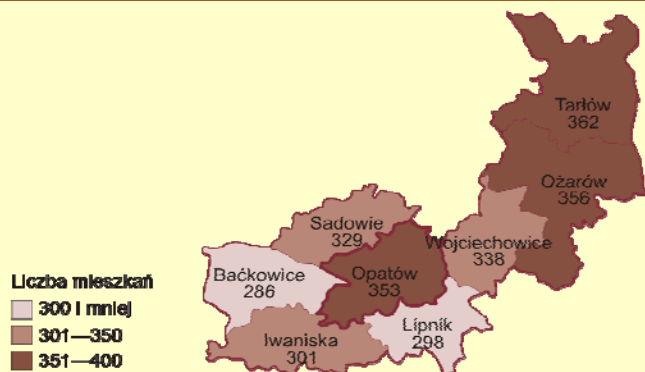 Tarłów
362
Ożarów
356
Sadowie
329
Wojciechowice
338
Baćkowice
286
Opatów
353
Lipnik
298
Iwaniska
301
Liczba mieszkań
300 i mniej
301—350
351—400